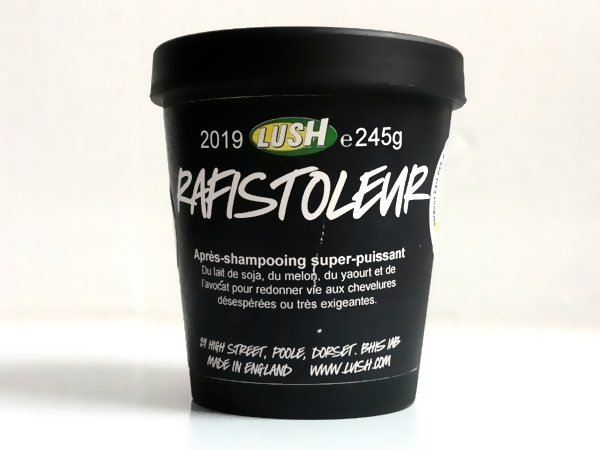 2019 LUSH e245g
RAFISTOLEUR
Après-shampooing super-puissant
Du lait de soja, du melon, du yaourt et de
l'avocat pour redonner vie aux chevelures
désespérées ou très exigeantes.
29 HIGH STREET, POOLE, DORSET. BH15 1AB
MADE IN ENGLAND WWW.LUSH.COM